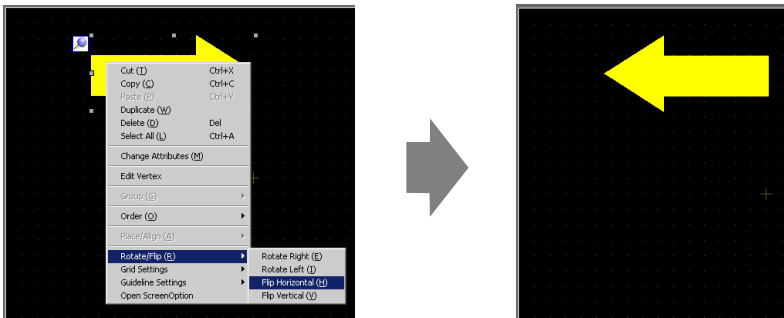 Cut (T) Ctrl+X
Copy (C) Ctrl+C
Paste (P) Ctrl+V
Duplicate (W)
Delete (D) Del
Select All (L) Ctrl+A
Change Attributes (M)
Edit Vertex
Group (G)
Order (O)
Place/Align (A)
Rotate/Flip (R)
Grid Settings
Guideline Settings
Open ScreenOption
Rotate Right (E)
Rotate Left (I)
Flip Horizontal (H)
Flip Vertical (V)